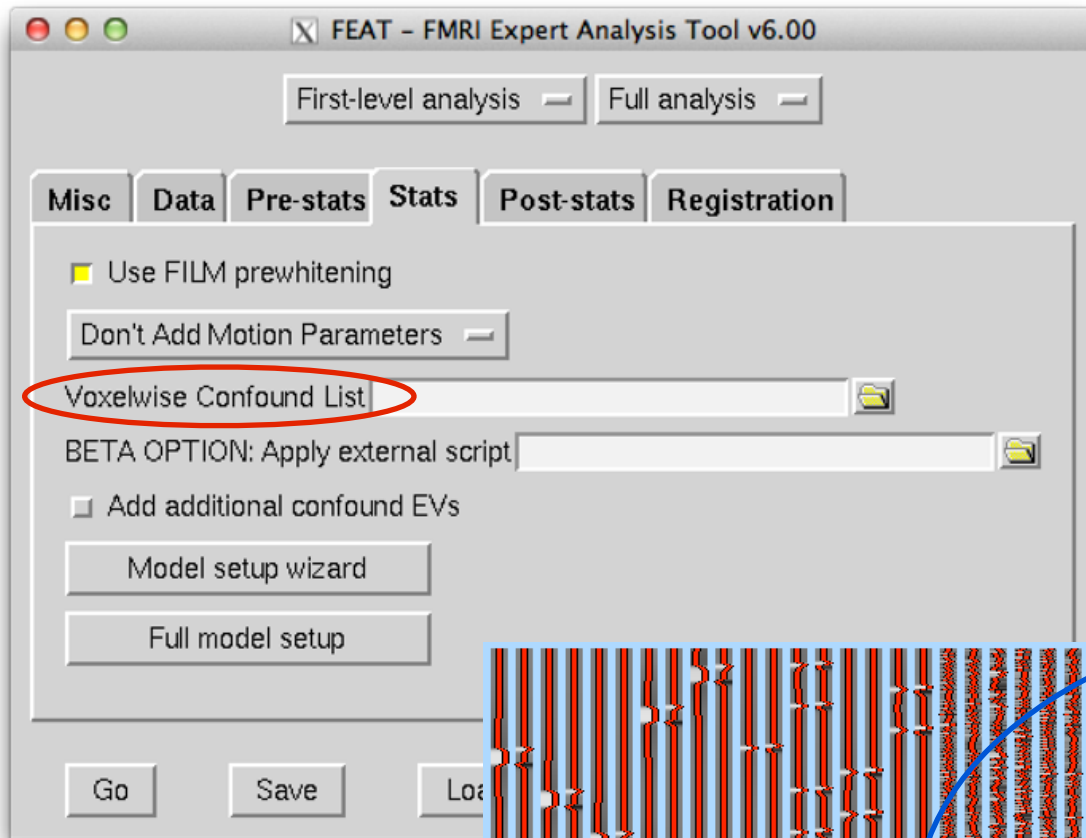 FEAT - FMRI Expert Analysis Tool v6.00
First-level analysis Full analysis
Misc Data Pre-stats Stats Post-stats Registration
Use FILM prewhitening
Don't Add Motion Parameters
Voxelwise Confound List
BETA OPTION: Apply external script
Add additional confound EVs
Model setup wizard
Full model setup
Go Save